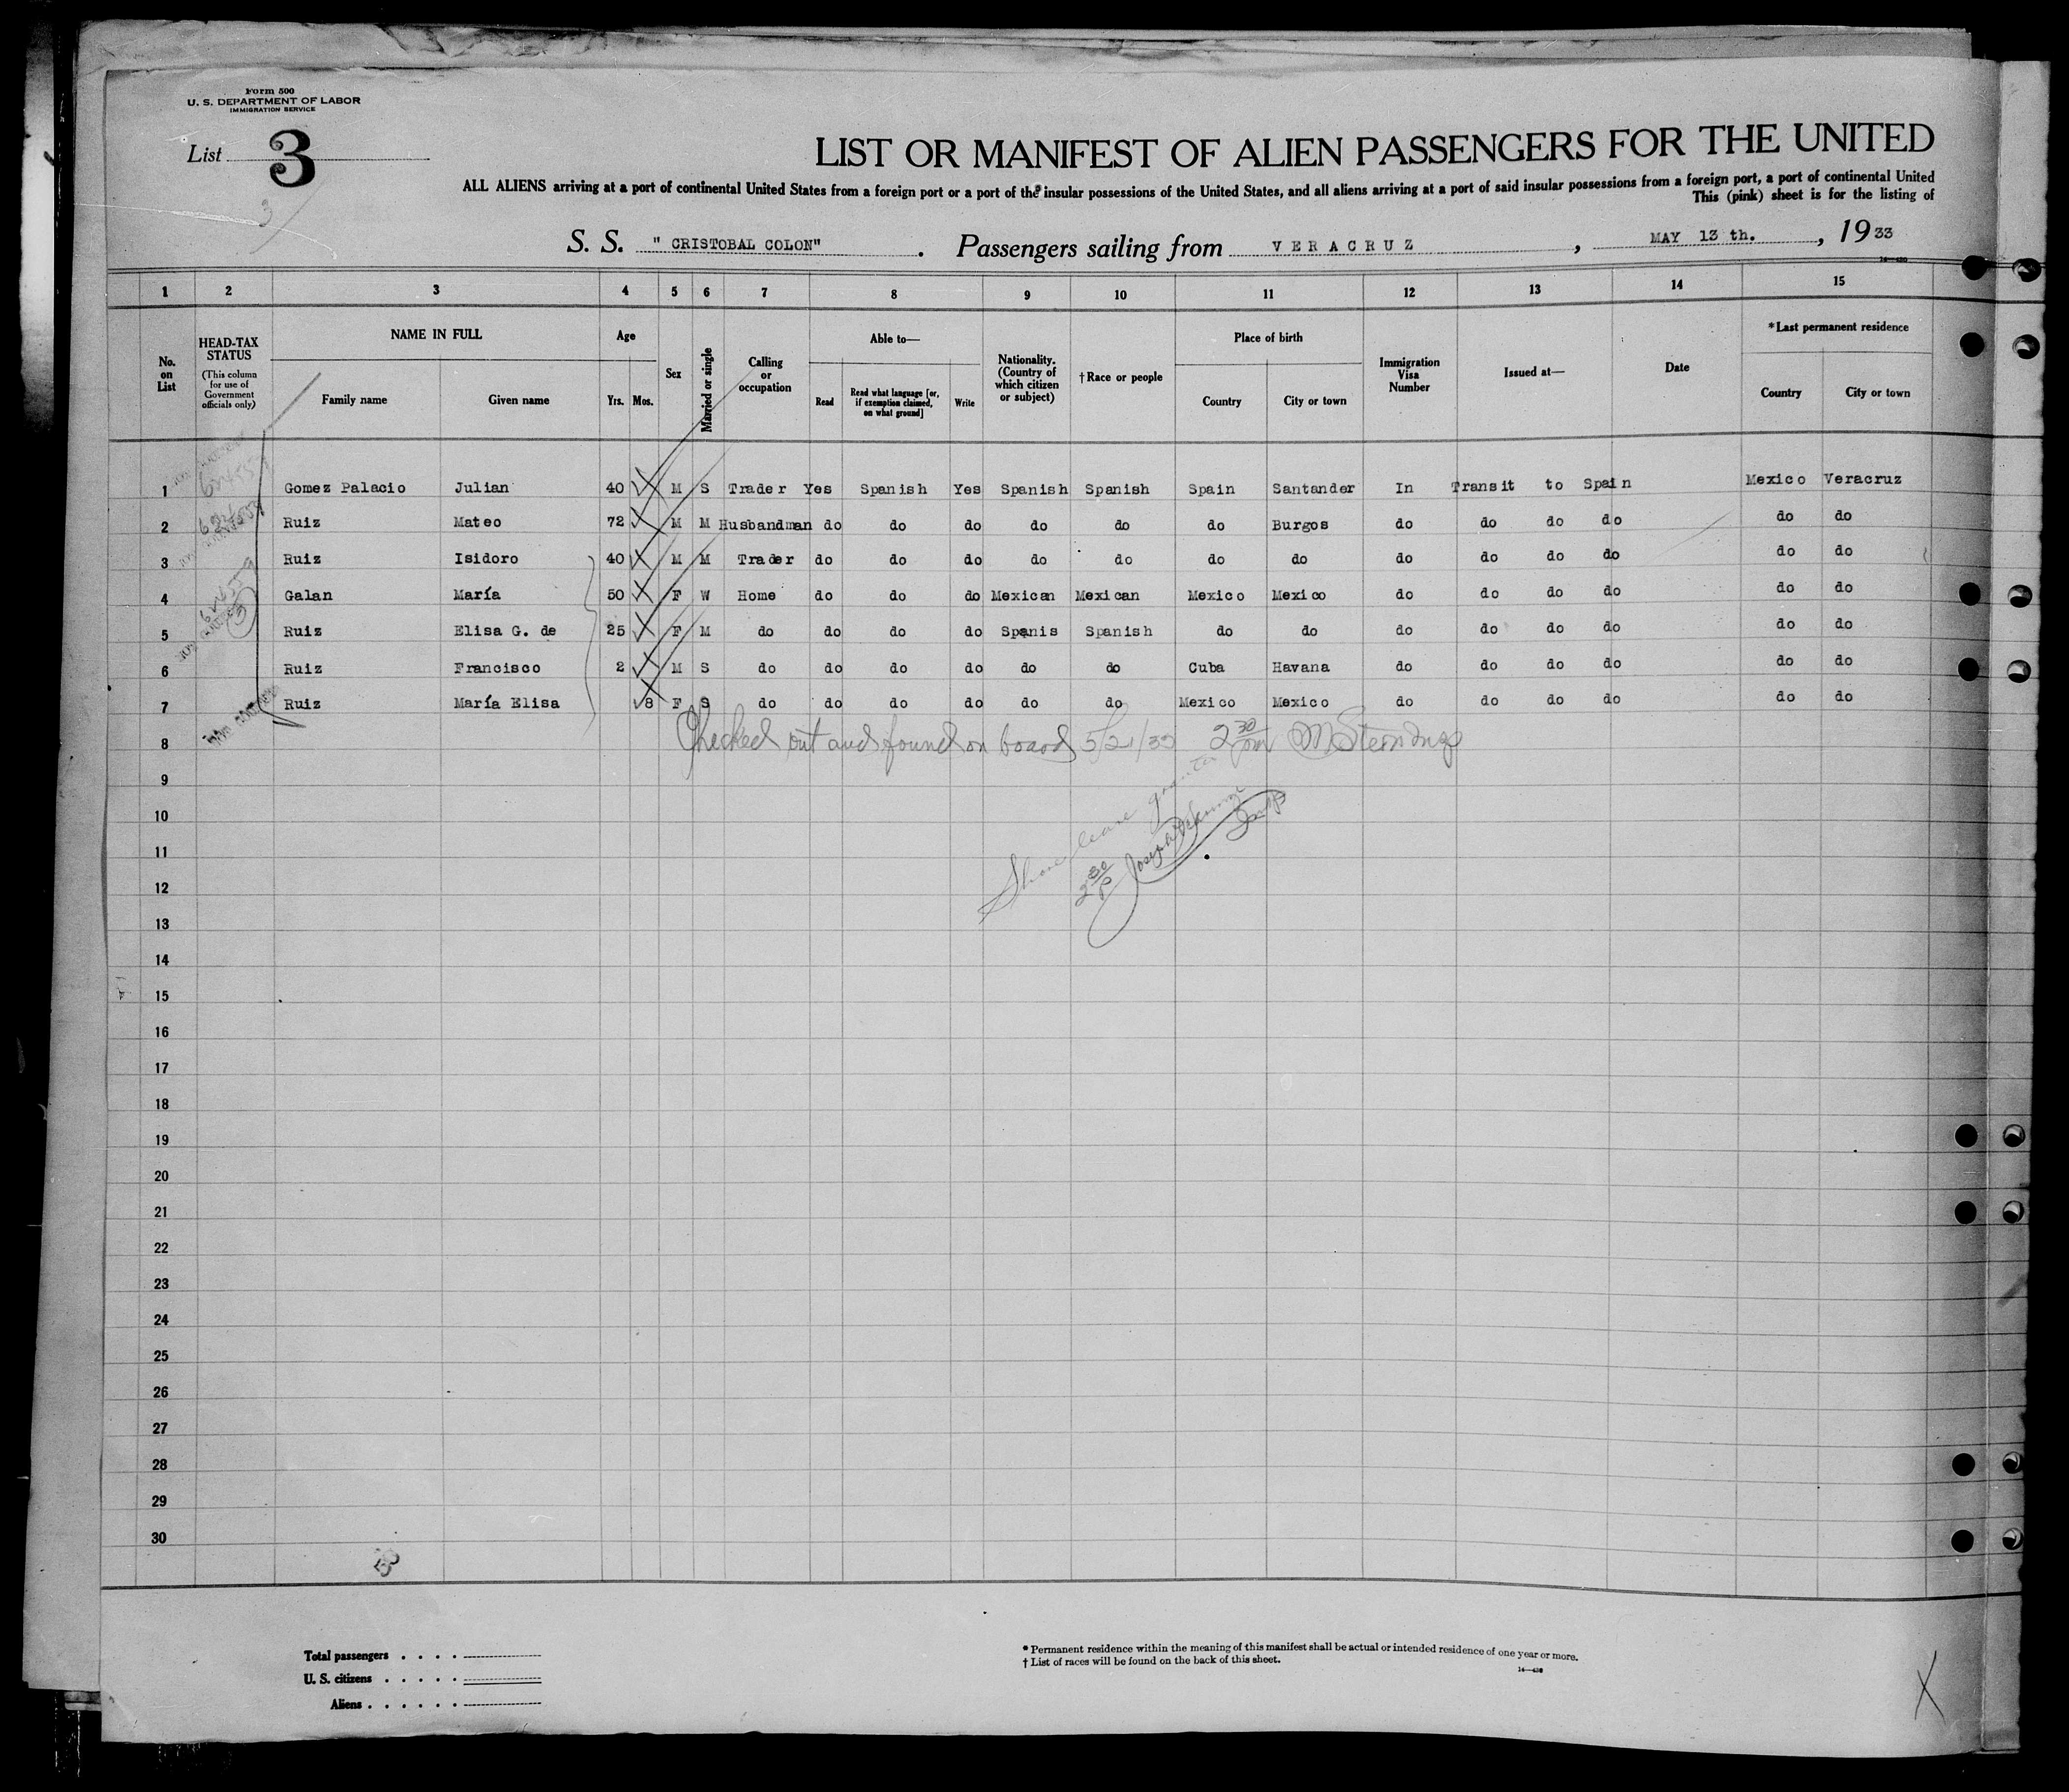 Form 500
U. S. DEPARTMENT OF LABOR
IMMIGRATION SERVICE
List 3
3
LIST OR MANIFEST OF ALIEN PASSENGERS FOR THE UNITED
ALL ALIENS arriving at a port of continental United States from a foreign port or a port of the insular possessions of the United States, and all aliens arriving at a port of said insular possessions from a foreign port, a port of continental United
This (pink) sheet is for the listing of
S. S. " CRISTOBAL COLON". Passengers sailing from VERACRUZ, MAY 13 th., 1933
1 2 3 4 5 6 7 8 9 10 11 12 13 14 15
No. on List
HEAD-TAX STATUS
(This column for use of Government officials only)
NAME IN FULL
Family name Given name
Age
Yrs. Mos.
Sex
Married or single
Calling or occupation
Able to—
Read
Read what language [or, if exemption claimed, on what ground]
Write
Nationality. (Country of which citizen or subject)
† Race or people
Place of birth
Country City or town
Immigration Visa Number
Issued at—
Date
*Last permanent residence
Country City or town
1 Gomez Palacio Julian 40 M S Trader Yes Spanish Yes Spanish Spanish Spain Santander In Transit to Spain Mexico Veracruz
2 Ruiz Mateo 72 M M Husbandman do do do do do do Burgos do do do do do do
3 Ruiz Isidoro 40 M M Trader do do do do do do do do do do do do do
4 Galan María 50 F W Home do do do Mexican Mexican Mexico Mexico do do do do do do
5 Ruiz Elisa G. de 25 F M do do do do Spanis Spanish do do do do do do do do
6 Ruiz Francisco 2 M S do do do do do do Cuba Havana do do do do do do
7 Ruiz María Elisa 8 F S do do do do do do Mexico Mexico do do do do do do
8 Checked out and found on board 5/21/33 2 30 pm
9
10 Shore leave granted
11 2 30 P Joseph Insp
12
13
14
15
16
17
18
19
20
21
22
23
24
25
26
27
28
29
30
Total passengers
U. S. citizens
Aliens
* Permanent residence within the meaning of this manifest shall be actual or intended residence of one year or more.
† List of races will be found on the back of this sheet.